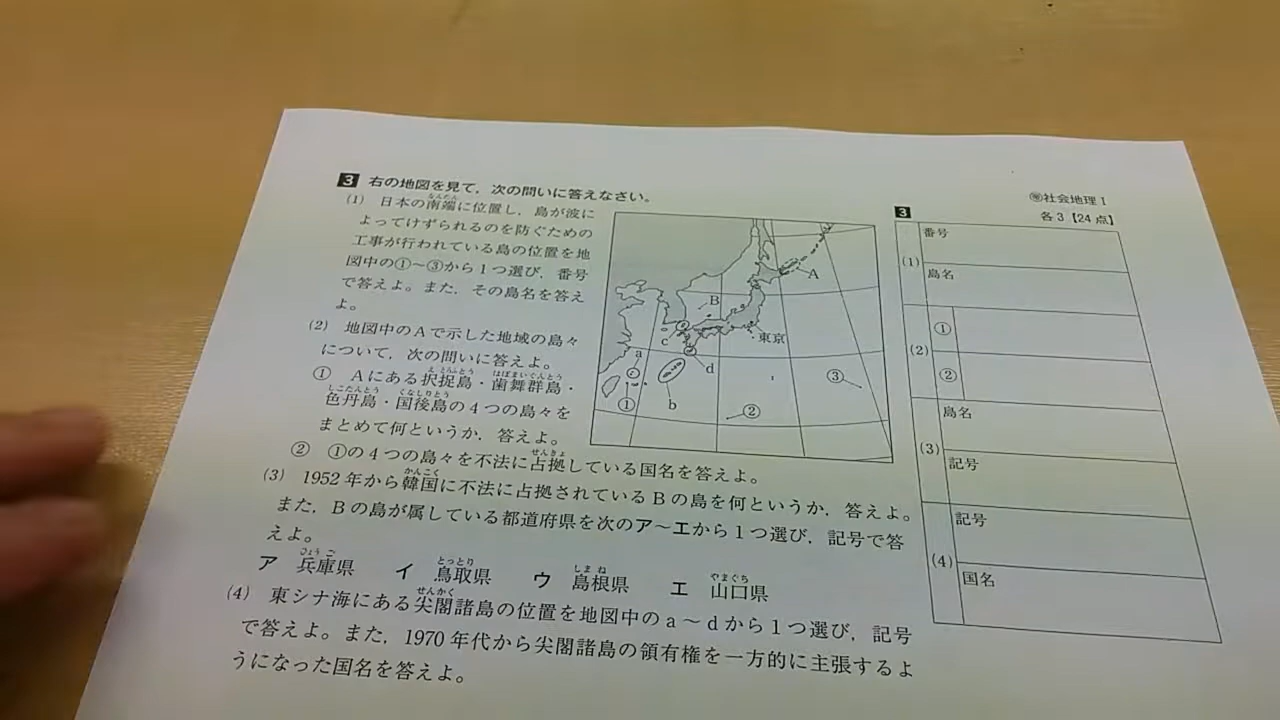 3 右の地図を見て，次の問いに答えなさい。
(1) 日本の南端に位置し，島が波に
よってけずられるのを防ぐための
工事が行われている島の位置を地
図中の①～③から1つ選び，番号
で答えよ。また，その島名を答え
よ。
(2) 地図中のAで示した地域の島々
について，次の問いに答えよ。
① Aにある択捉島・歯舞群島・
色丹島・国後島の4つの島々を
まとめて何というか，答えよ。
② ①の4つの島々を不法に占拠している国名を答えよ。
(3) 1952年から韓国に不法に占拠されているBの島を何というか，答えよ。
また，Bの島が属している都道府県を次のア～エから1つ選び，記号で答
えよ。
ア 兵庫県 イ 鳥取県 ウ 島根県 エ 山口県
(4) 東シナ海にある尖閣諸島の位置を地図中のa～dから1つ選び，記号
で答えよ。また，1970年代から尖閣諸島の領有権を一方的に主張するよ
うになった国名を答えよ。
A
B
東京
c
a
d
b
①
②
③
社会地理Ⅰ
3 各3【24点】
(1) 番号
島名
(2) ①
②
(3) 島名
記号
(4) 記号
国名